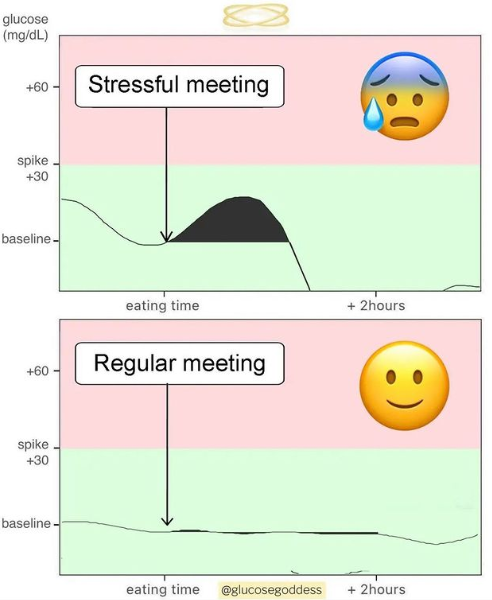 glucose
(mg/dL)
+60
Stressful meeting
spike
+30
baseline
eating time
+ 2hours
+60
Regular meeting
spike
+30
baseline
eating time
@glucosegoddess
+ 2hours